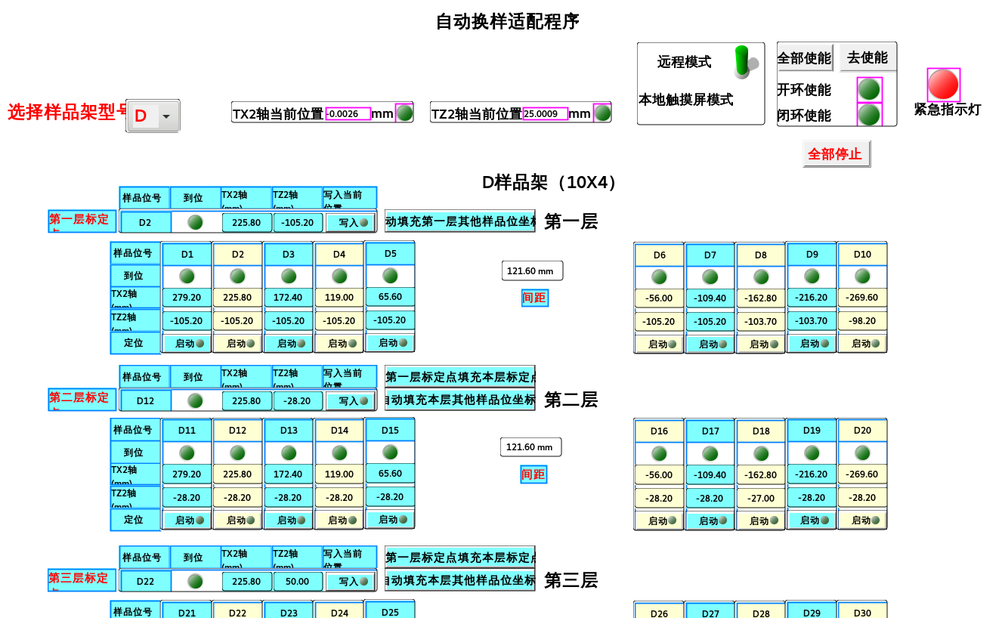 自动换样适配程序
远程模式
本地触摸屏模式
全部使能 去使能
开环使能
闭环使能
紧急指示灯
全部停止
选择样品架型号 D
TX2轴当前位置 -0.0026 mm
TZ2轴当前位置 25.0009 mm
D样品架（10X4）
样品位号 到位 TX2轴 (mm) TZ2轴 (mm) 写入当前位置
第一层标定 D2 225.80 -105.20 写入 动填充第一层其他样品位坐标 第一层
样品位号 D1 D2 D3 D4 D5 D6 D7 D8 D9 D10
到位 121.60 mm
TX2轴 (mm) 279.20 225.80 172.40 119.00 65.60 间距 -56.00 -109.40 -162.80 -216.20 -269.60
TZ2轴 (mm) -105.20 -105.20 -105.20 -105.20 -105.20 -105.20 -105.20 -103.70 -103.70 -98.20
定位 启动 启动 启动 启动 启动 启动 启动 启动 启动 启动
样品位号 到位 TX2轴 (mm) TZ2轴 (mm) 写入当前位置 第一层标定点填充本层标定点
第二层标定 D12 225.80 -28.20 写入 自动填充本层其他样品位坐标 第二层
样品位号 D11 D12 D13 D14 D15 D16 D17 D18 D19 D20
到位 121.60 mm
TX2轴 (mm) 279.20 225.80 172.40 119.00 65.60 间距 -56.00 -109.40 -162.80 -216.20 -269.60
TZ2轴 (mm) -28.20 -28.20 -28.20 -28.20 -28.20 -28.20 -28.20 -27.00 -28.20 -28.20
定位 启动 启动 启动 启动 启动 启动 启动 启动 启动 启动
样品位号 到位 TX2轴 (mm) TZ2轴 (mm) 写入当前位置 第一层标定点填充本层标定点
第三层标定 D22 225.80 50.00 写入 自动填充本层其他样品位坐标 第三层
样品位号 D21 D22 D23 D24 D25 D26 D27 D28 D29 D30